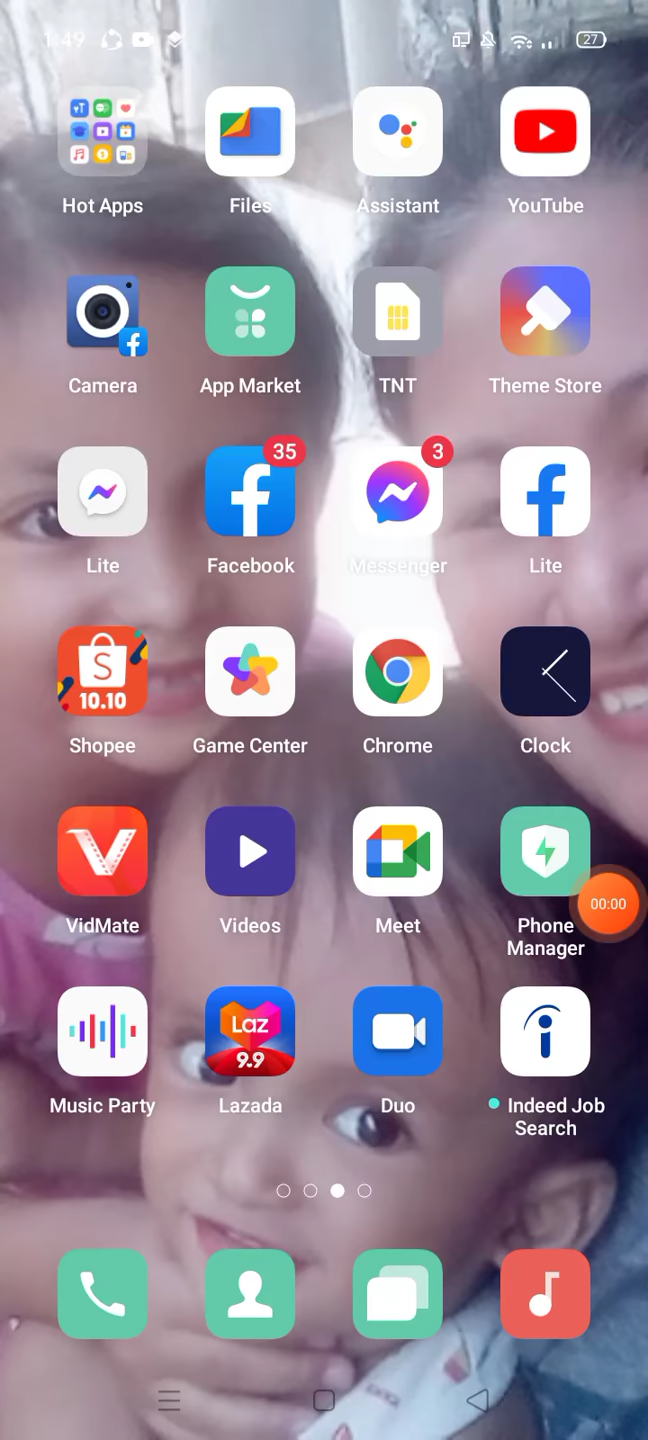 1:49
27
Hot Apps
Files
Assistant
YouTube
Camera
App Market
TNT
Theme Store
35
3
Lite
Facebook
Messenger
Lite
S
10.10
Shopee
Game Center
Chrome
Clock
VidMate
Videos
Meet
Phone
Manager
00:00
Laz
9.9
Music Party
Lazada
Duo
Indeed Job
Search